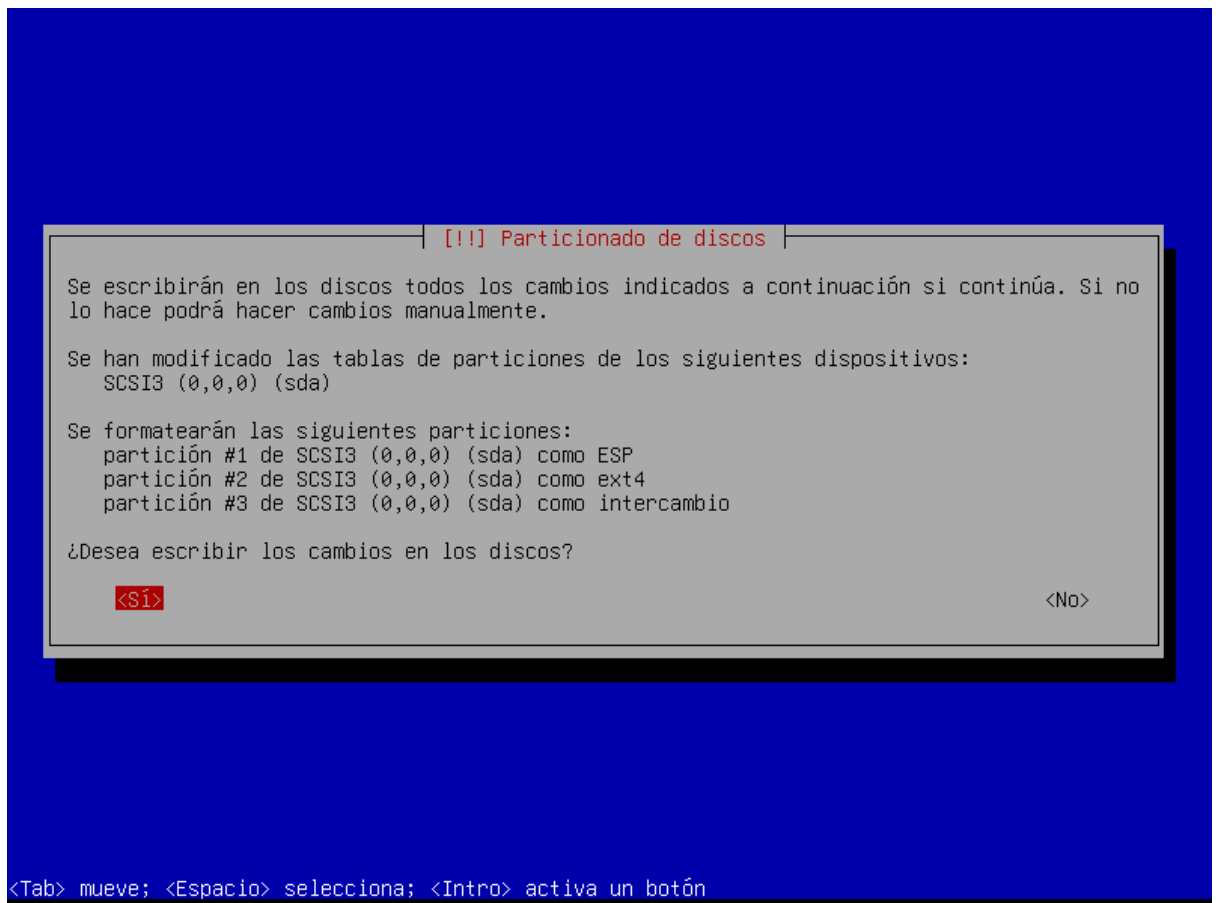 [!!] Particionado de discos
Se escribirán en los discos todos los cambios indicados a continuación si continúa. Si no
lo hace podrá hacer cambios manualmente.
Se han modificado las tablas de particiones de los siguientes dispositivos:
SCSI3 (0,0,0) (sda)
Se formatearán las siguientes particiones:
partición #1 de SCSI3 (0,0,0) (sda) como ESP
partición #2 de SCSI3 (0,0,0) (sda) como ext4
partición #3 de SCSI3 (0,0,0) (sda) como intercambio
¿Desea escribir los cambios en los discos?
<Sí> <No>
<Tab> mueve; <Espacio> selecciona; <Intro> activa un botón